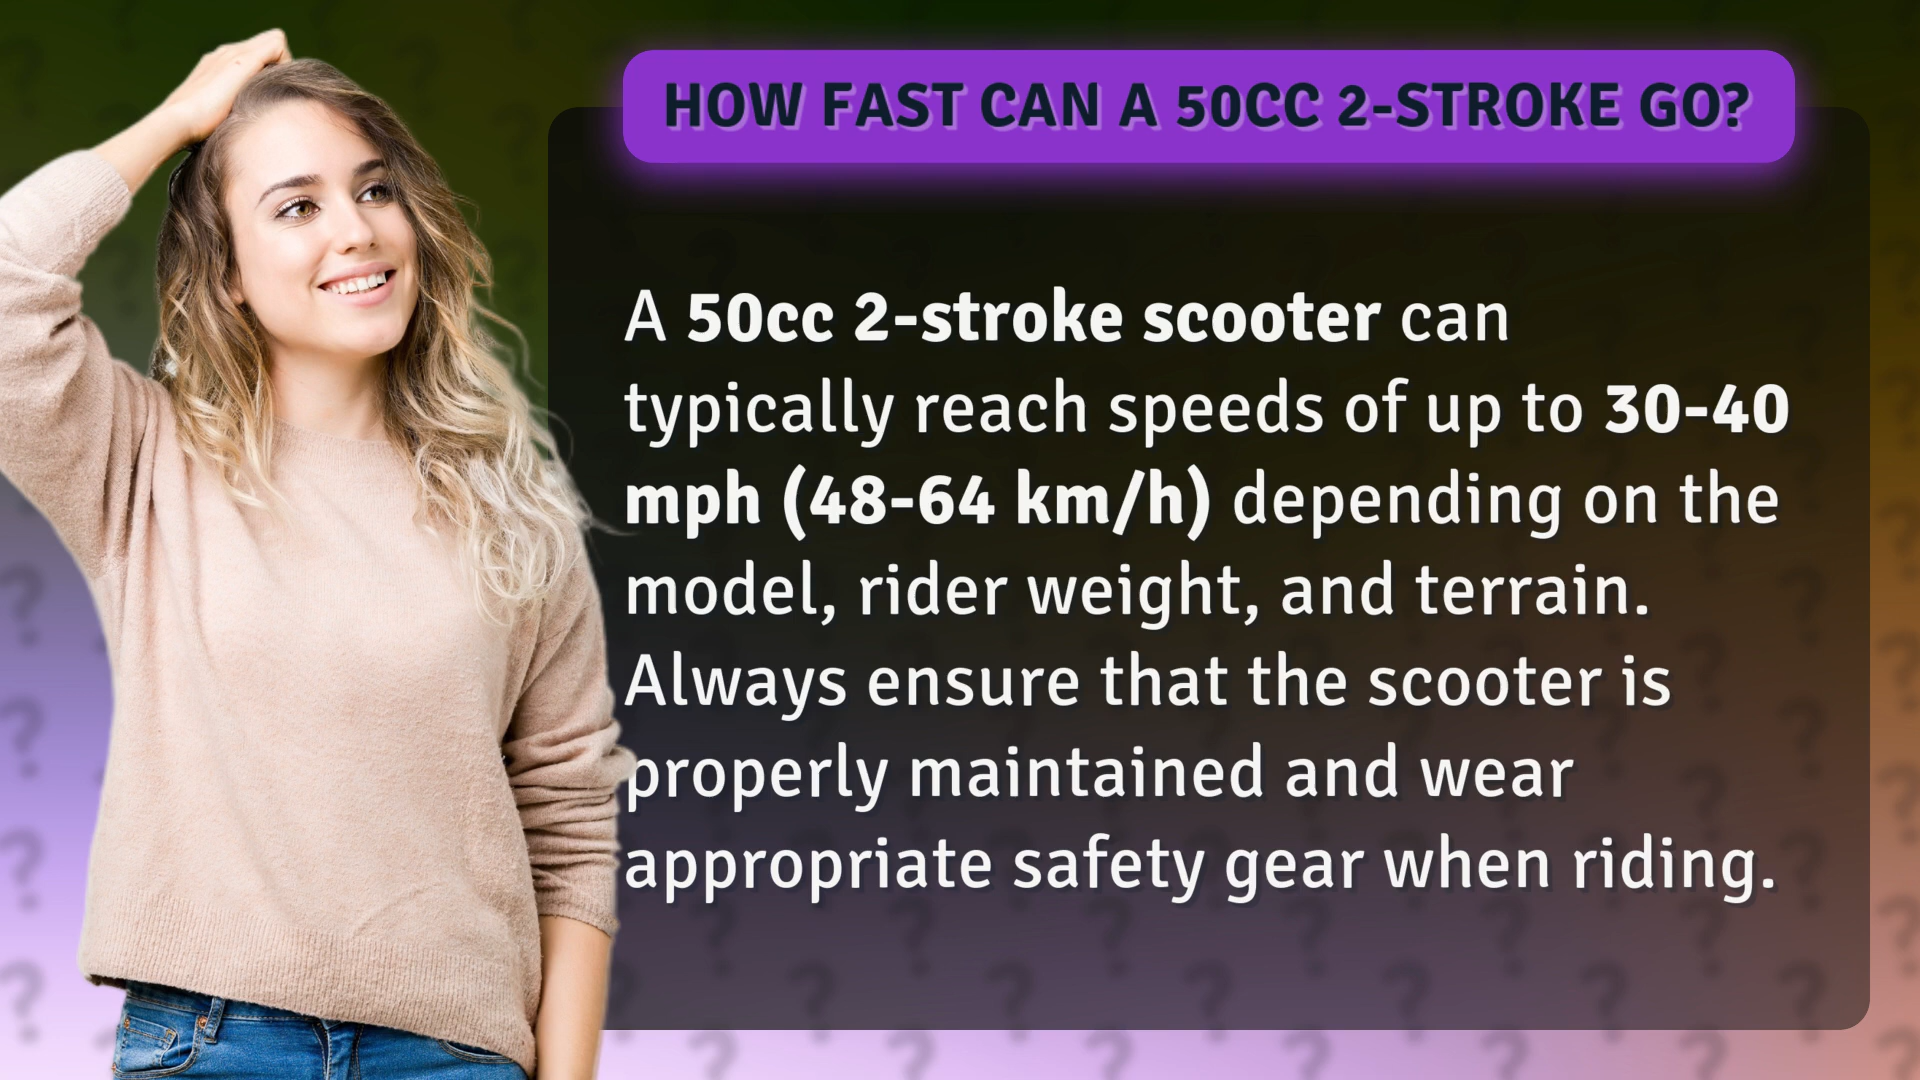 HOW FAST CAN A 50CC 2-STROKE GO?
A 50cc 2-stroke scooter can
typically reach speeds of up to 30-40
mph (48-64 km/h) depending on the
model, rider weight, and terrain.
Always ensure that the scooter is
properly maintained and wear
appropriate safety gear when riding.